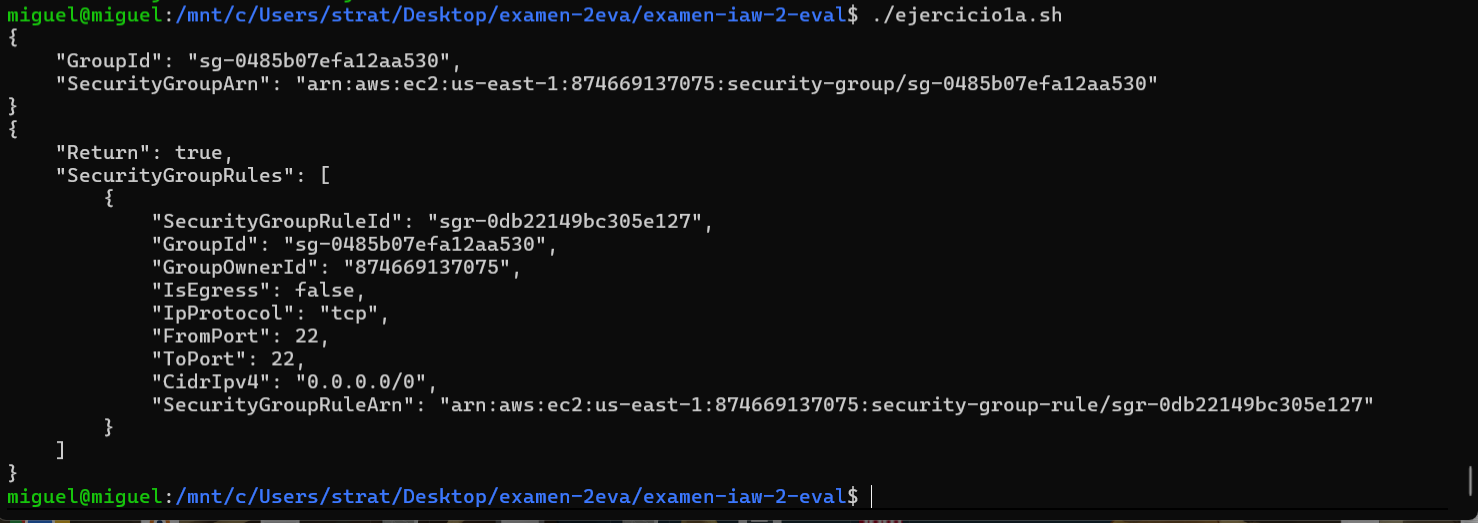 miguel@miguel:/mnt/c/Users/strat/Desktop/examen-2eva/examen-iaw-2-eval$ ./ejercicio1a.sh
{
    "GroupId": "sg-0485b07efa12aa530",
    "SecurityGroupArn": "arn:aws:ec2:us-east-1:874669137075:security-group/sg-0485b07efa12aa530"
}
{
    "Return": true,
    "SecurityGroupRules": [
        {
            "SecurityGroupRuleId": "sgr-0db22149bc305e127",
            "GroupId": "sg-0485b07efa12aa530",
            "GroupOwnerId": "874669137075",
            "IsEgress": false,
            "IpProtocol": "tcp",
            "FromPort": 22,
            "ToPort": 22,
            "CidrIpv4": "0.0.0.0/0",
            "SecurityGroupRuleArn": "arn:aws:ec2:us-east-1:874669137075:security-group-rule/sgr-0db22149bc305e127"
        }
    ]
}
miguel@miguel:/mnt/c/Users/strat/Desktop/examen-2eva/examen-iaw-2-eval$